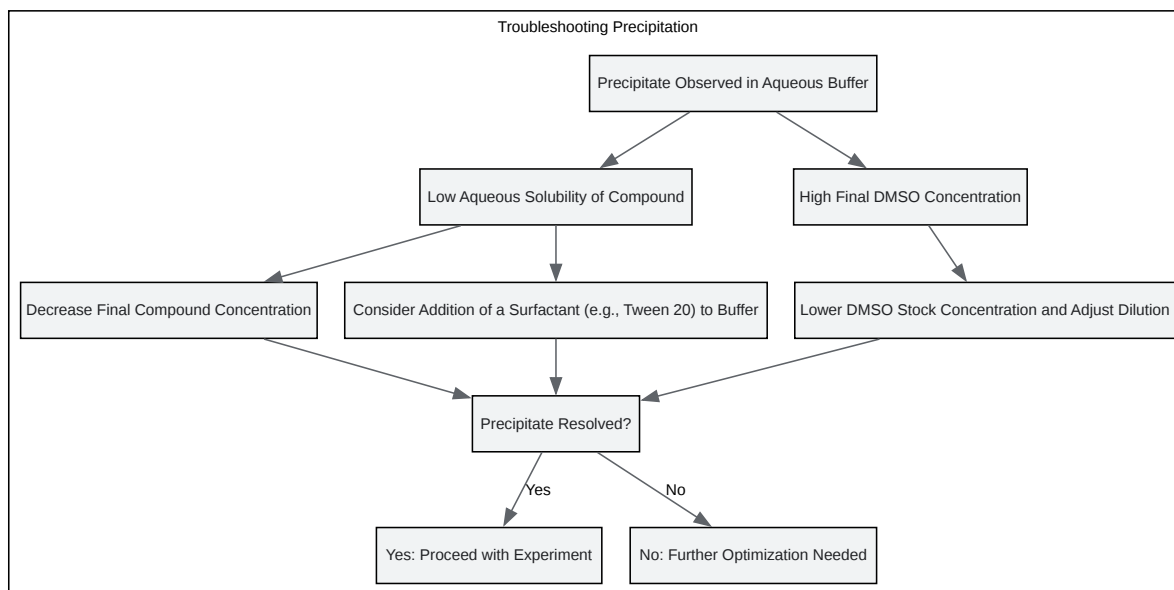 Troubleshooting Precipitation
Precipitate Observed in Aqueous Buffer
Low Aqueous Solubility of Compound
High Final DMSO Concentration
Decrease Final Compound Concentration
Consider Addition of a Surfactant (e.g., Tween 20) to Buffer
Lower DMSO Stock Concentration and Adjust Dilution
Precipitate Resolved?
Yes
No
Yes: Proceed with Experiment
No: Further Optimization Needed